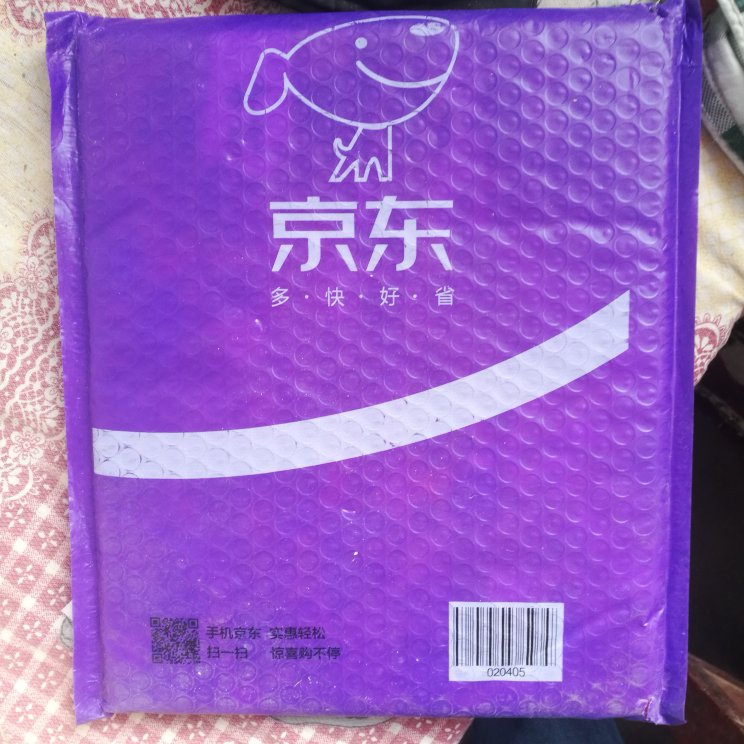 京东
多·快·好·省
手机京东 实惠轻松
扫一扫 惊喜购不停
020405